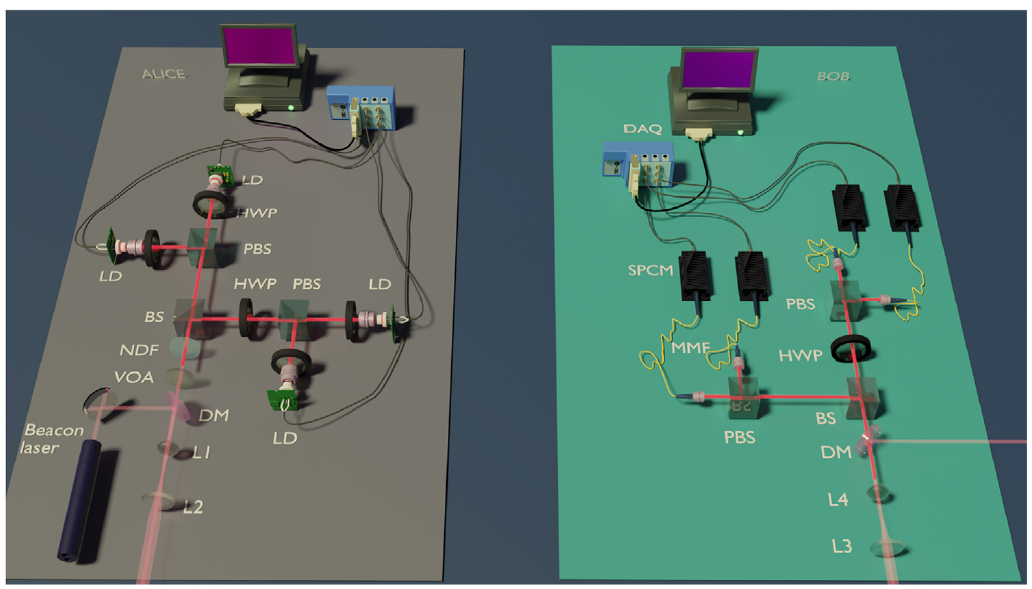 ALICE
LD
HWP
PBS
LD
HWP
PBS
LD
BS
NDF
VOA
DM
Beacon
laser
L1
L2
LD
BOB
DAQ
SPCM
PBS
MMF
HWP
BS
PBS
DM
L4
L3